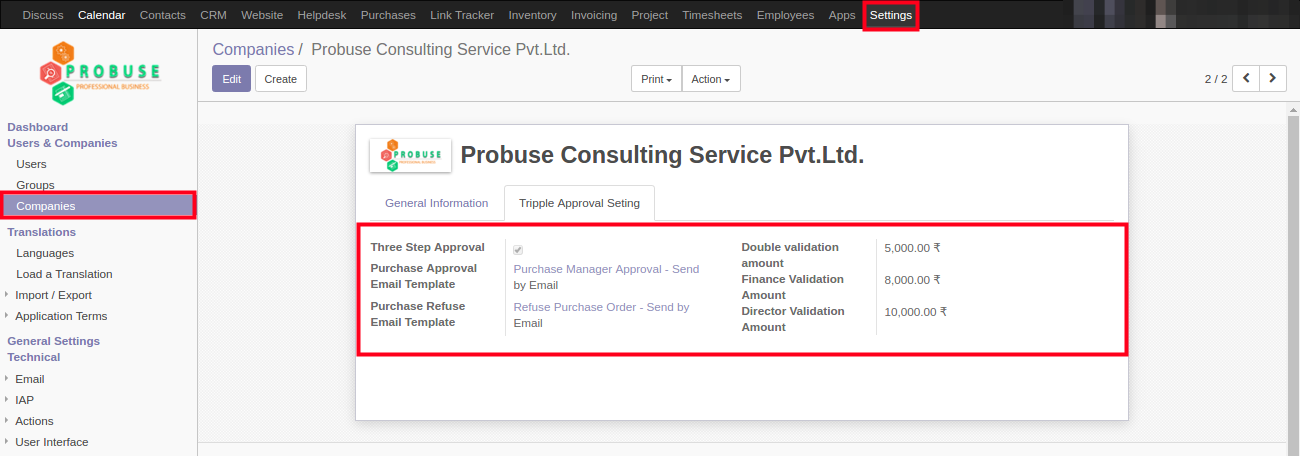 Discuss Calendar Contacts CRM Website Helpdesk Purchases Link Tracker Inventory Invoicing Project Timesheets Employees Apps Settings
PROBUSE
PROFESSIONAL BUSINESS
Dashboard
Users & Companies
Users
Groups
Companies
Translations
Languages
Load a Translation
Import / Export
Application Terms
General Settings
Technical
Email
IAP
Actions
User Interface
Companies / Probuse Consulting Service Pvt.Ltd.
Edit Create Print Action 2 / 2
PROBUSE
PROFESSIONAL BUSINESS
Probuse Consulting Service Pvt.Ltd.
General Information Tripple Approval Seting
Three Step Approval
Purchase Approval
Email Template
Purchase Manager Approval - Send
by Email
Purchase Refuse
Email Template
Refuse Purchase Order - Send by
Email
Double validation
amount
5,000.00 ₹
Finance Validation
Amount
8,000.00 ₹
Director Validation
Amount
10,000.00 ₹